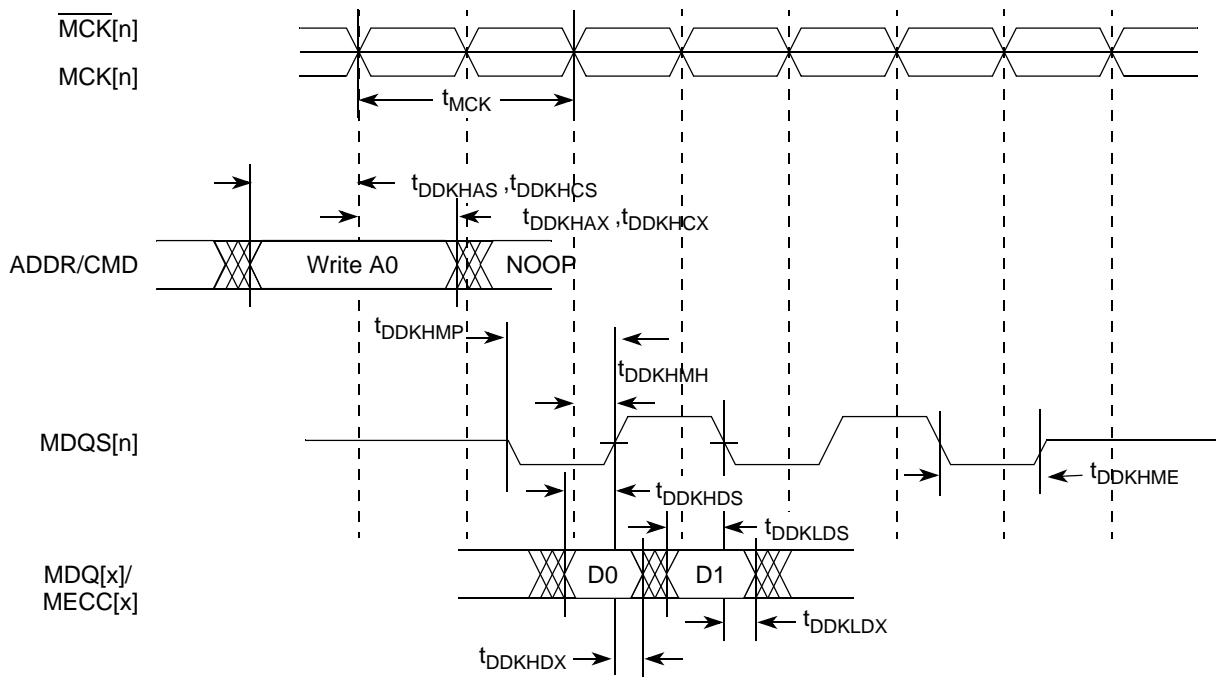 MCK[n]
MCK[n]
tMCK
tDDKHAS ,tDDKHCS
tDDKHAX ,tDDKHCX
ADDR/CMD
Write A0
NOOP
tDDKHMP
tDDKHMH
MDQS[n]
tDDKHME
tDDKHDS
tDDKLDS
MDQ[x]/
MECC[x]
D0
D1
tDDKLDX
tDDKHDX